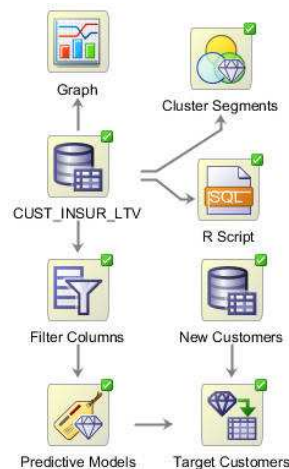 Graph
Cluster Segments
CUST_INSUR_LTV
SQL
R Script
Filter Columns
New Customers
Predictive Models
Target Customers